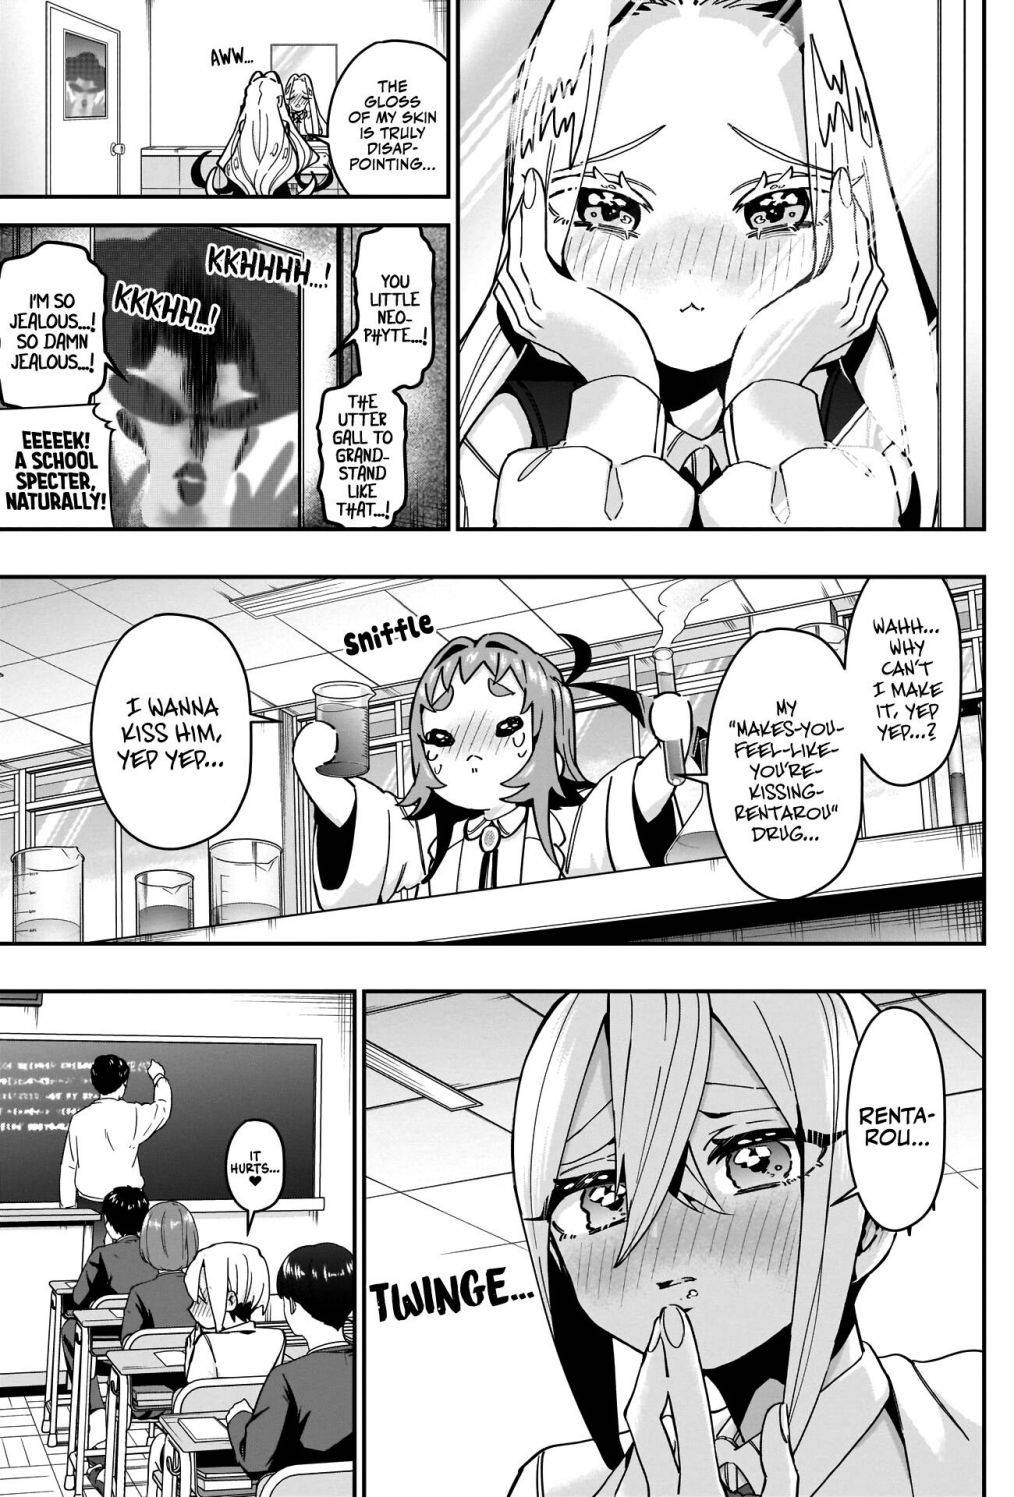 AWW...
THE
GLOSS
OF MY SKIN
IS TRULY
DISAP-
POINTING...
YOU
LITTLE
NEO-
PHYTE...!
THE
UTTER
GALL TO
GRAND-
STAND
LIKE
THAT...!
KKHHHH...!
KKKHH...!
I'M SO
JEALOUS...!
SO DAMN
JEALOUS...!
EEEEEK!
A SCHOOL
SPECTER,
NATURALLY!
WAHH...
WHY
CAN'T
I MAKE
IT, YEP
YEP...?
MY
"MAKES-YOU-
FEEL-LIKE-
YOU'RE-
KISSING-
RENTAROU"
DRUG...
Sniffle
I WANNA
KISS HIM,
YEP YEP...
RENTA-
ROU...
TWINGE...
IT
HURTS...
♥